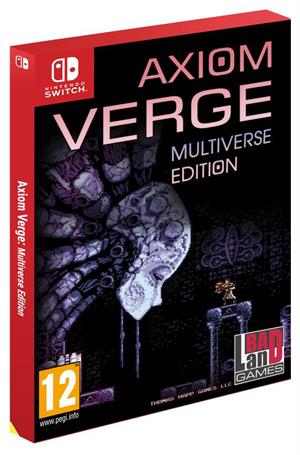 NINTENDO
SWITCH
AXIOM
VERGE
MULTIVERSE
EDITION
Axiom Verge: Multiverse Edition
12
www.pegi.info
THOMAS HAPP GAMES LLC
BAD
LanD
GAMES